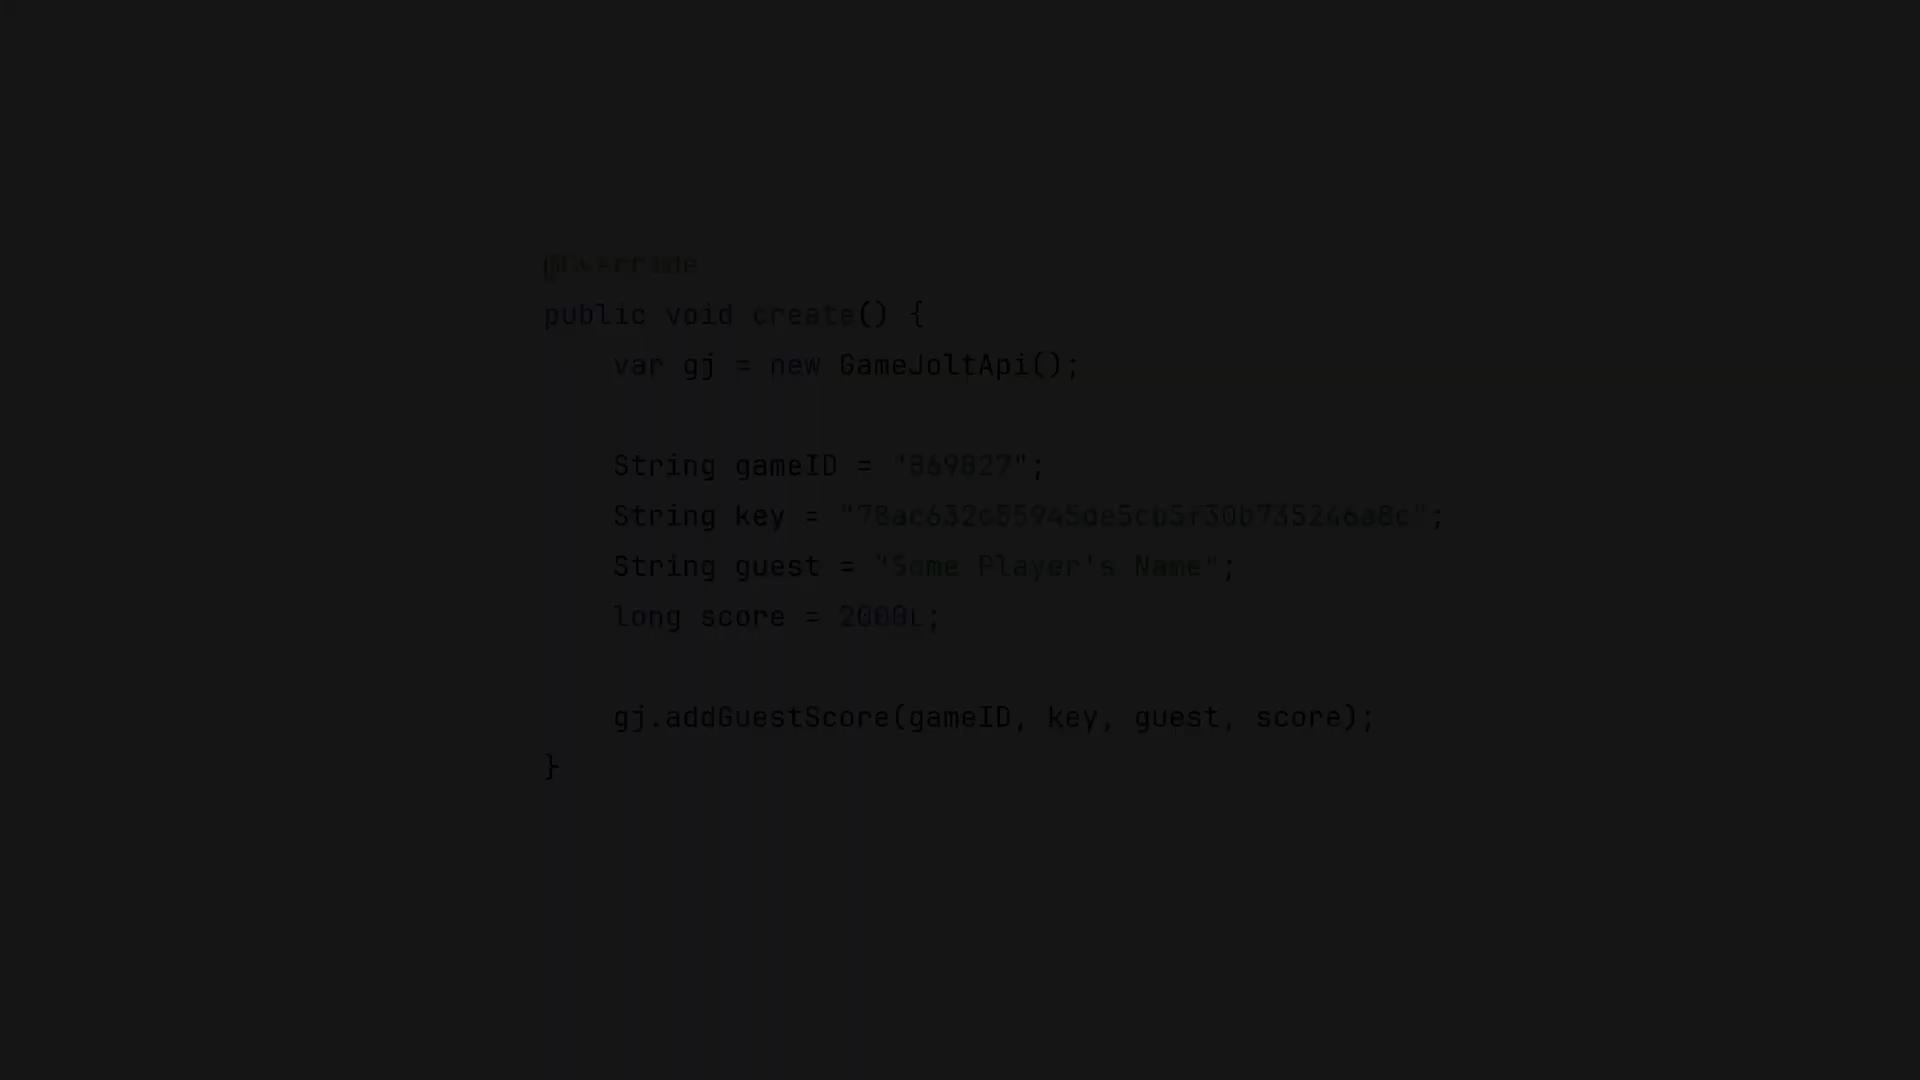 @Override
public void create() {
var gj = new GameJoltApi();
String gameID = "869827";
String key =
String guest = "Some Player's Name";
long score = 2000L;
gj.addGuestScore(gameID, key, guest, score);
}